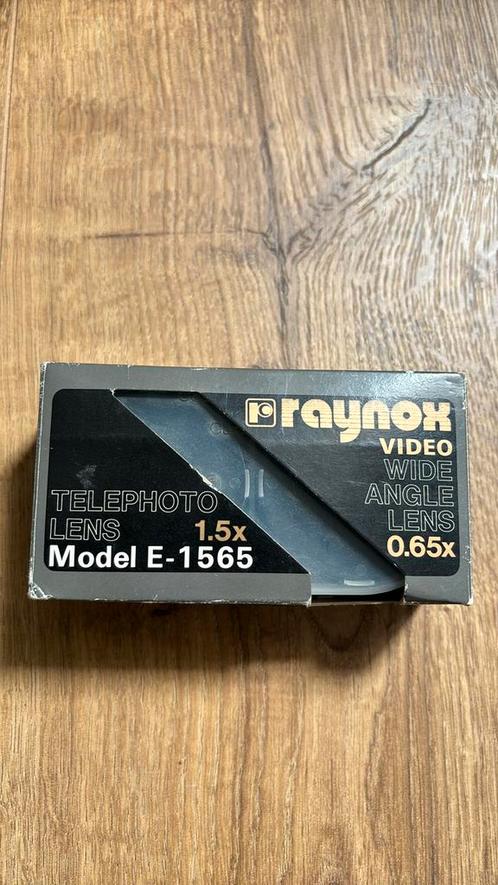 raynox
VIDEO
WIDE
ANGLE
LENS
0.65x
TELEPHOTO
LENS 1.5x
Model E-1565